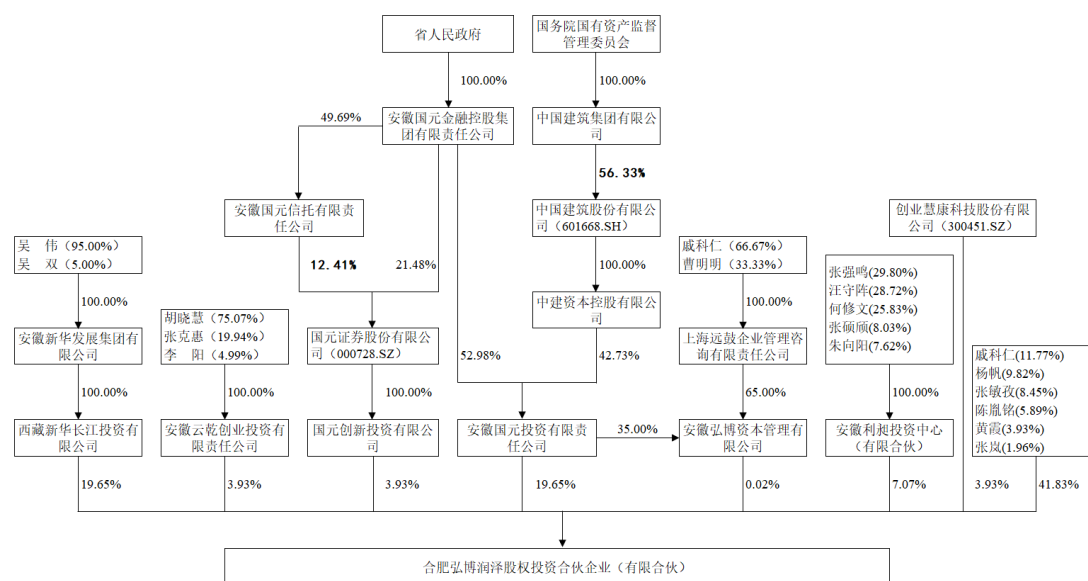 省人民政府
国务院国有资产监督
管理委员会
100.00%
100.00%
49.69%
安徽国元金融控股集
团有限责任公司
中国建筑集团有限公
司
56.33%
安徽国元信托有限责
任公司
中国建筑股份有限公
司（601668.SH）
创业慧康科技股份有限
公司（300451.SZ）
吴　伟（95.00%）
吴　双（5.00%）
12.41%
21.48%
100.00%
戚科仁（66.67%）
曹明明（33.33%）
张强鸣(29.80%)
汪守阵(28.72%)
何修文(25.83%)
张硕颀(8.03%)
朱向阳(7.62%)
100.00%
100.00%
中建资本控股有限公
司
胡晓慧（75.07%）
张克惠（19.94%）
李　阳（4.99%）
安徽新华发展集团有
限公司
国元证券股份有限公
司（000728.SZ）
上海远鼓企业管理咨
询有限责任公司
52.98%
42.73%
戚科仁(11.77%)
杨帆(9.82%)
张敏孜(8.45%)
陈胤铭(5.89%)
黄霞(3.93%)
张岚(1.96%)
100.00%
100.00%
100.00%
65.00%
100.00%
西藏新华长江投资有
限公司
安徽云乾创业投资有
限责任公司
国元创新投资有限公
司
安徽国元投资有限责
任公司
35.00%
安徽弘博资本管理有
限公司
安徽利昶投资中心
（有限合伙）
19.65%
3.93%
3.93%
19.65%
0.02%
7.07%
3.93%
41.83%
合肥弘博润泽股权投资合伙企业（有限合伙）